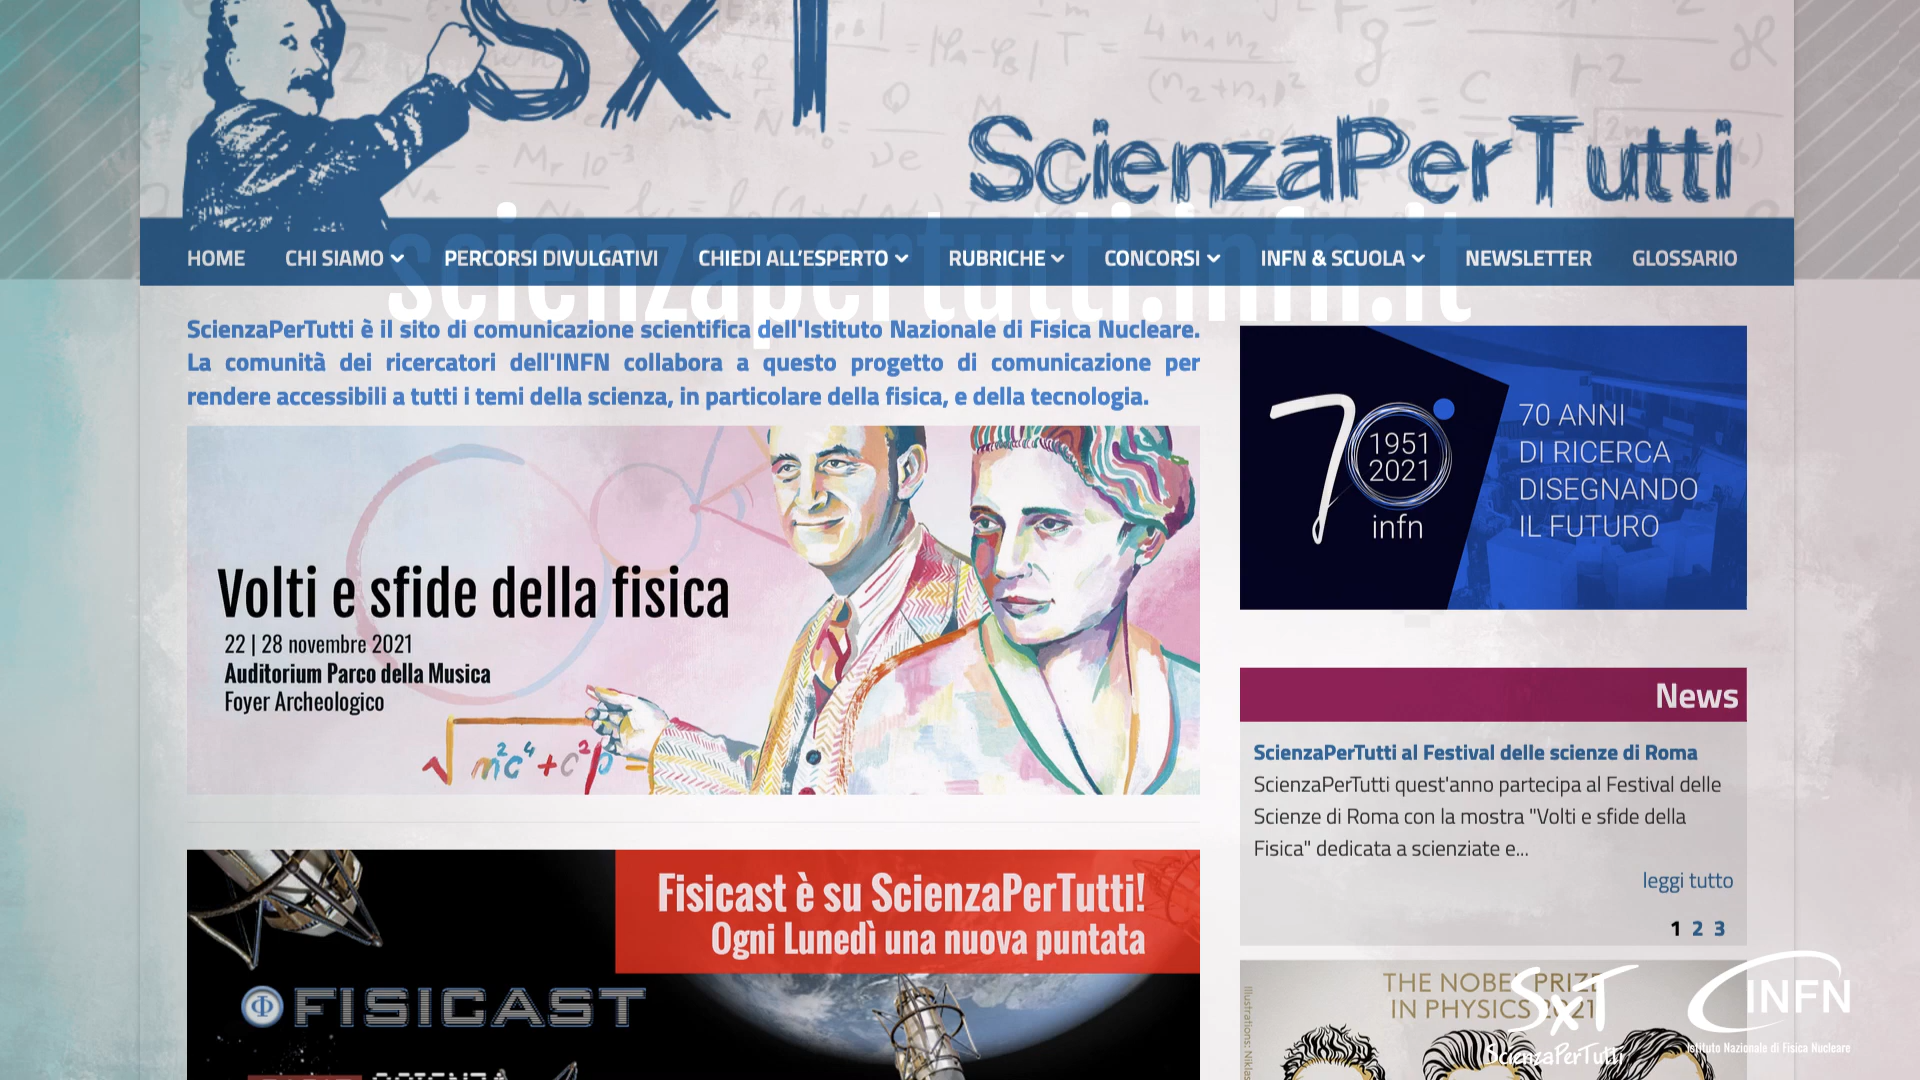 SxT
ScienzaPerTutti
scienzapertutti.infn.it
HOME CHI SIAMO PERCORSI DIVULGATIVI CHIEDI ALL'ESPERTO RUBRICHE CONCORSI INFN & SCUOLA NEWSLETTER GLOSSARIO
ScienzaPerTutti è il sito di comunicazione scientifica dell'Istituto Nazionale di Fisica Nucleare.
La comunità dei ricercatori dell'INFN collabora a questo progetto di comunicazione per
rendere accessibili a tutti i temi della scienza, in particolare della fisica, e della tecnologia.
Volti e sfide della fisica
22 | 28 novembre 2021
Auditorium Parco della Musica
Foyer Archeologico
70
1951
2021
infn
70 ANNI
DI RICERCA
DISEGNANDO
IL FUTURO
News
ScienzaPerTutti al Festival delle scienze di Roma
ScienzaPerTutti quest'anno partecipa al Festival delle
Scienze di Roma con la mostra "Volti e sfide della
Fisica" dedicata a scienziate e...
leggi tutto
1 2 3
Fisicast è su ScienzaPerTutti!
Ogni Lunedì una nuova puntata
FISICAST
THE NOBEL PRIZE
IN PHYSICS 2021
SxT
ScienzaPerTutti
INFN
Istituto Nazionale di Fisica Nucleare